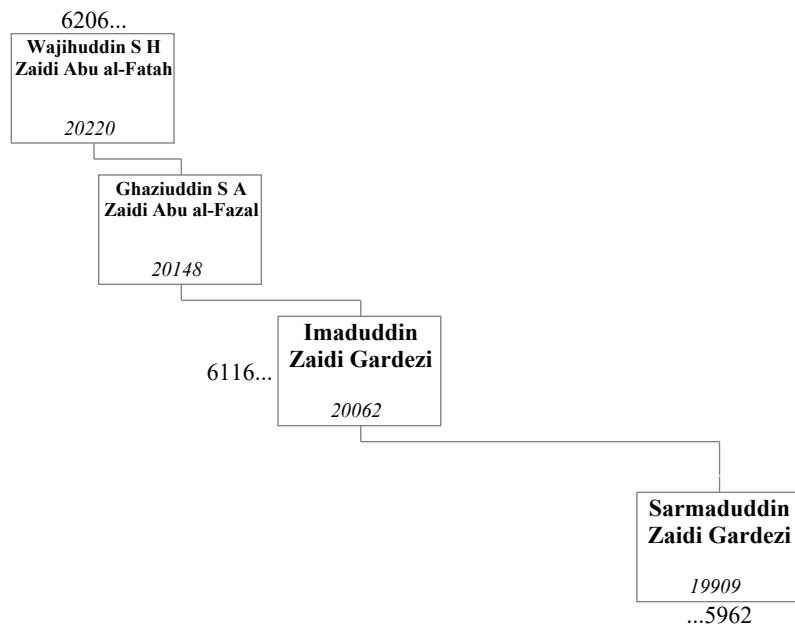 6206...
Wajihuddin S H
Zaidi Abu al-Fatah
20220
Ghaziuddin S A
Zaidi Abu al-Fazal
20148
Imaduddin
Zaidi Gardezi
6116...
20062
Sarmaduddin
Zaidi Gardezi
19909
...5962